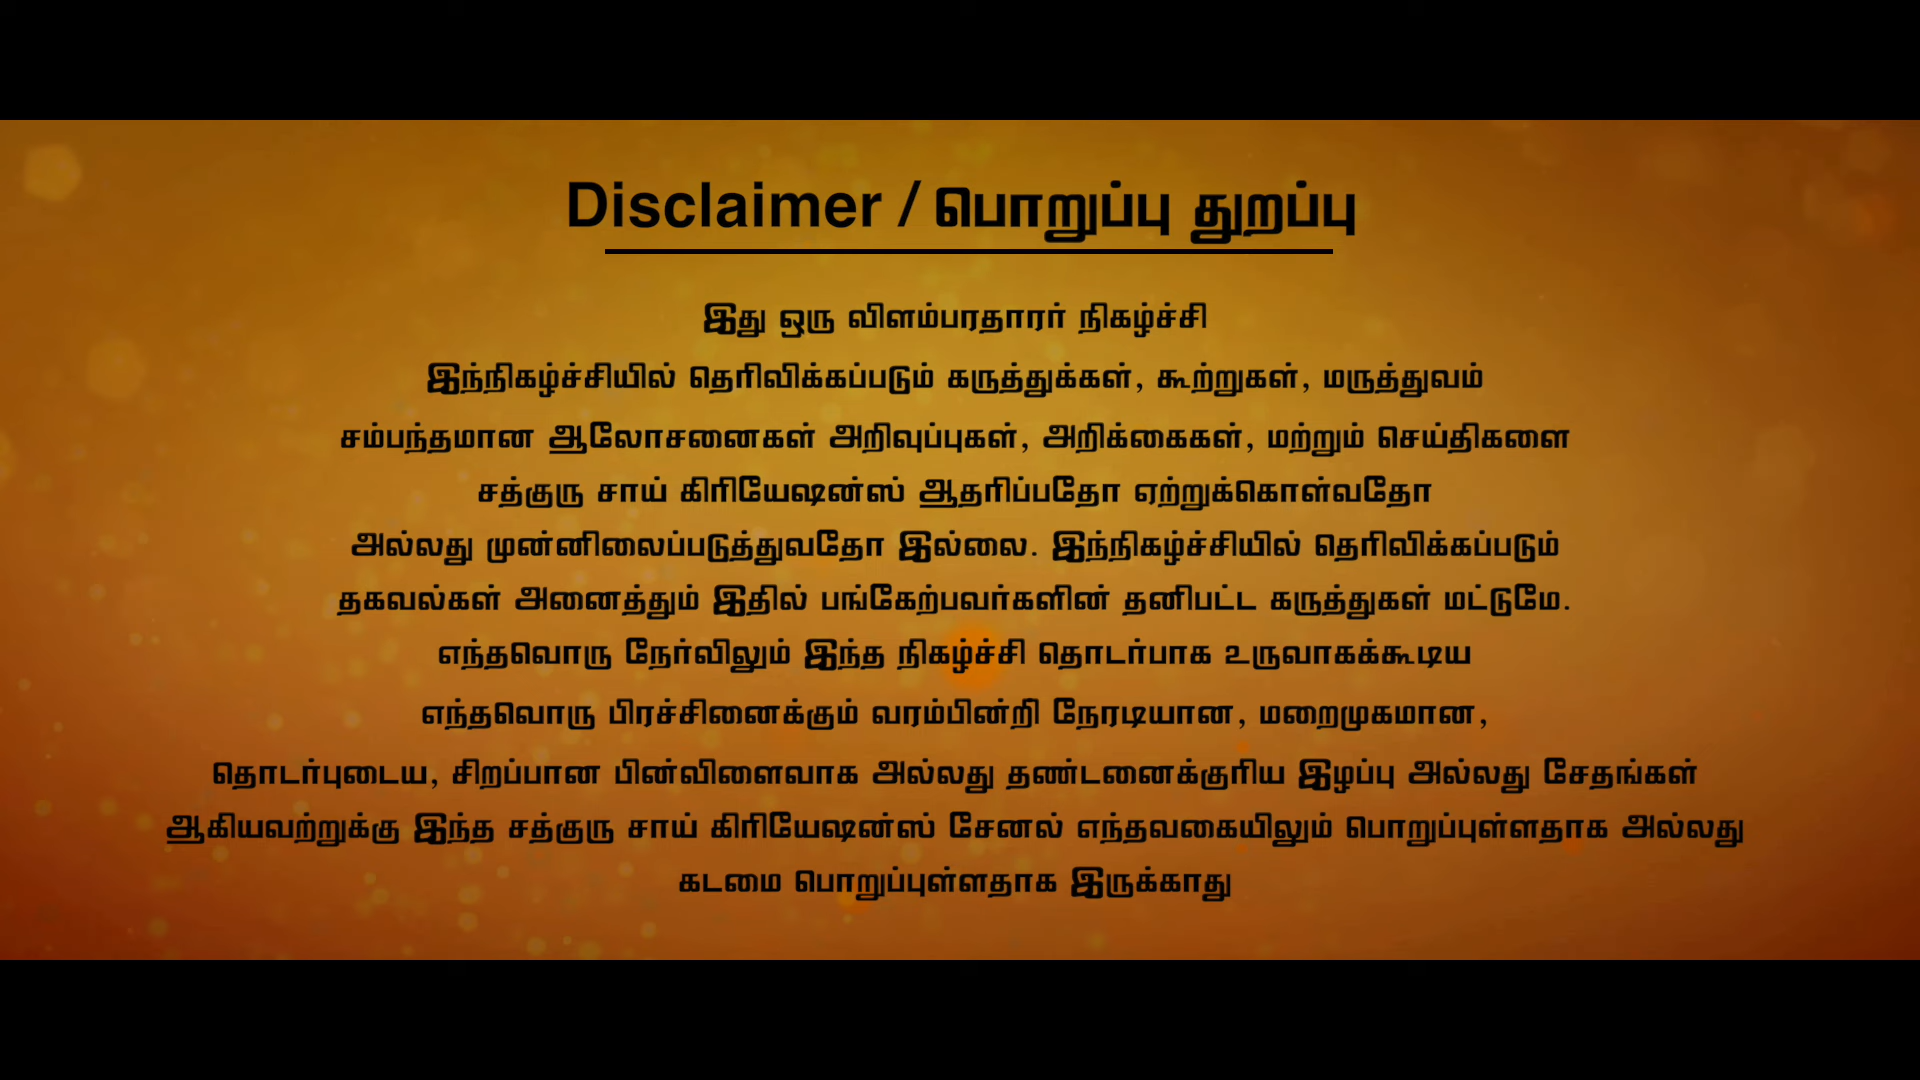 Disclaimer / பொறுப்பு துறப்பு
இது ஒரு விளம்பரதாரர் நிகழ்ச்சி
இந்நிகழ்ச்சியில் தெரிவிக்கப்படும் கருத்துக்கள், கூற்றுகள், மருத்துவம்
சம்பந்தமான ஆலோசனைகள் அறிவுப்புகள், அறிக்கைகள், மற்றும் செய்திகளை
சத்குரு சாய் கிரியேஷன்ஸ் ஆதரிப்பதோ ஏற்றுக்கொள்வதோ
அல்லது முன்னிலைப்படுத்துவதோ இல்லை. இந்நிகழ்ச்சியில் தெரிவிக்கப்படும்
தகவல்கள் அனைத்தும் இதில் பங்கேற்பவர்களின் தனிபட்ட கருத்துகள் மட்டுமே.
எந்தவொரு நேர்விலும் இந்த நிகழ்ச்சி தொடர்பாக உருவாகக்கூடிய
எந்தவொரு பிரச்சினைக்கும் வரம்பின்றி நேரடியான, மறைமுகமான,
தொடர்புடைய, சிறப்பான பின்விளைவாக அல்லது தண்டனைக்குரிய இழப்பு அல்லது சேதங்கள்
ஆகியவற்றுக்கு இந்த சத்குரு சாய் கிரியேஷன்ஸ் சேனல் எந்தவகையிலும் பொறுப்புள்ளதாக அல்லது
கடமை பொறுப்புள்ளதாக இருக்காது